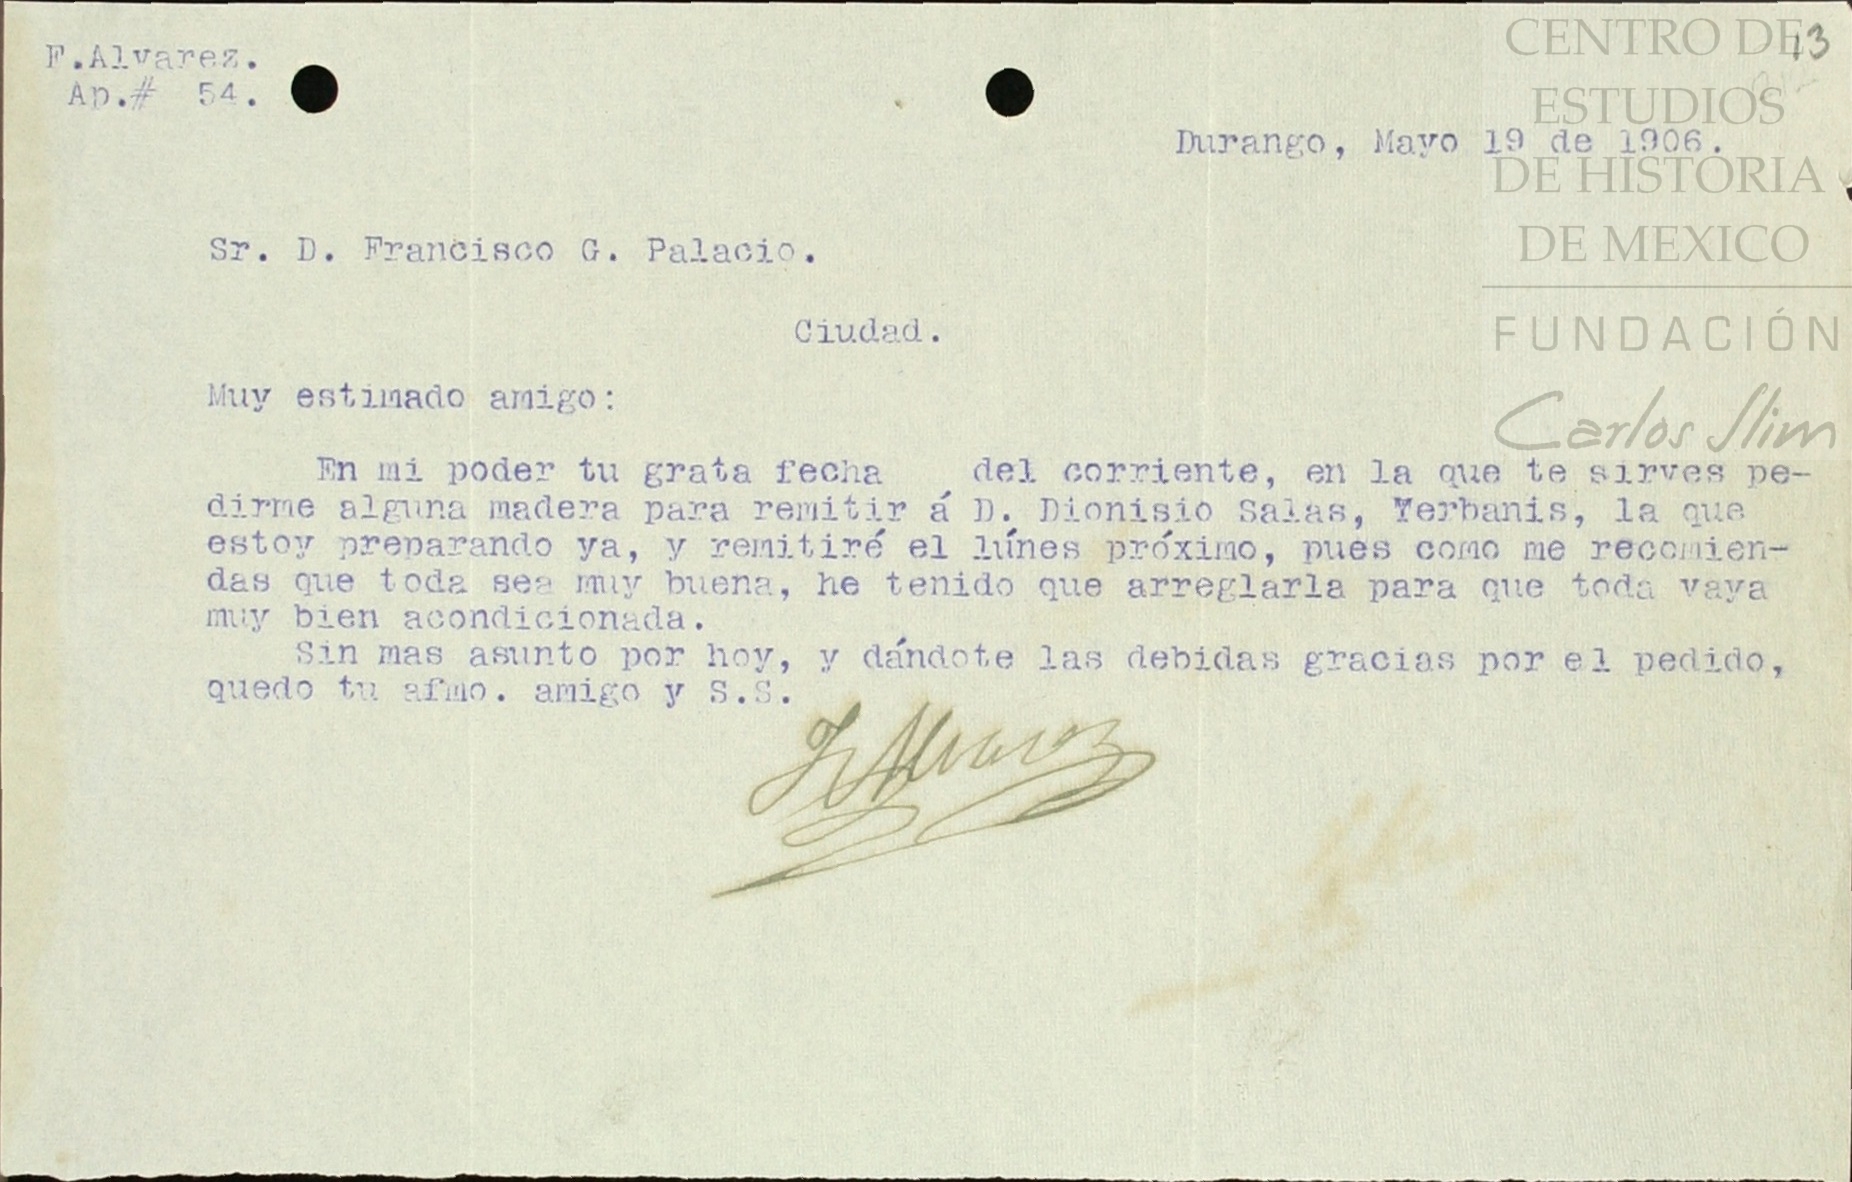 F.Alvarez.
Ap.# 54.
13
Durango, Mayo 19 de 1906.
Sr. D. Francisco G. Palacio.
Ciudad.
Muy estimado amigo:
En mi poder tu grata fecha del corriente, en la que te sirves pe-
dirme alguna madera para remitir á D. Dionisio Salas, Yerbanis, la que
estoy preparando ya, y remitiré el lúnes próximo, pues como me recomien-
das que toda sea muy buena, he tenido que arreglarla para que toda vaya
muy bien acondicionada.
Sin mas asunto por hoy, y dándote las debidas gracias por el pedido,
quedo tu afmo. amigo y S.S.
F Alvarez
CENTRO DE
ESTUDIOS
DE HISTORIA
DE MEXICO
FUNDACIÓN
Carlos Slim